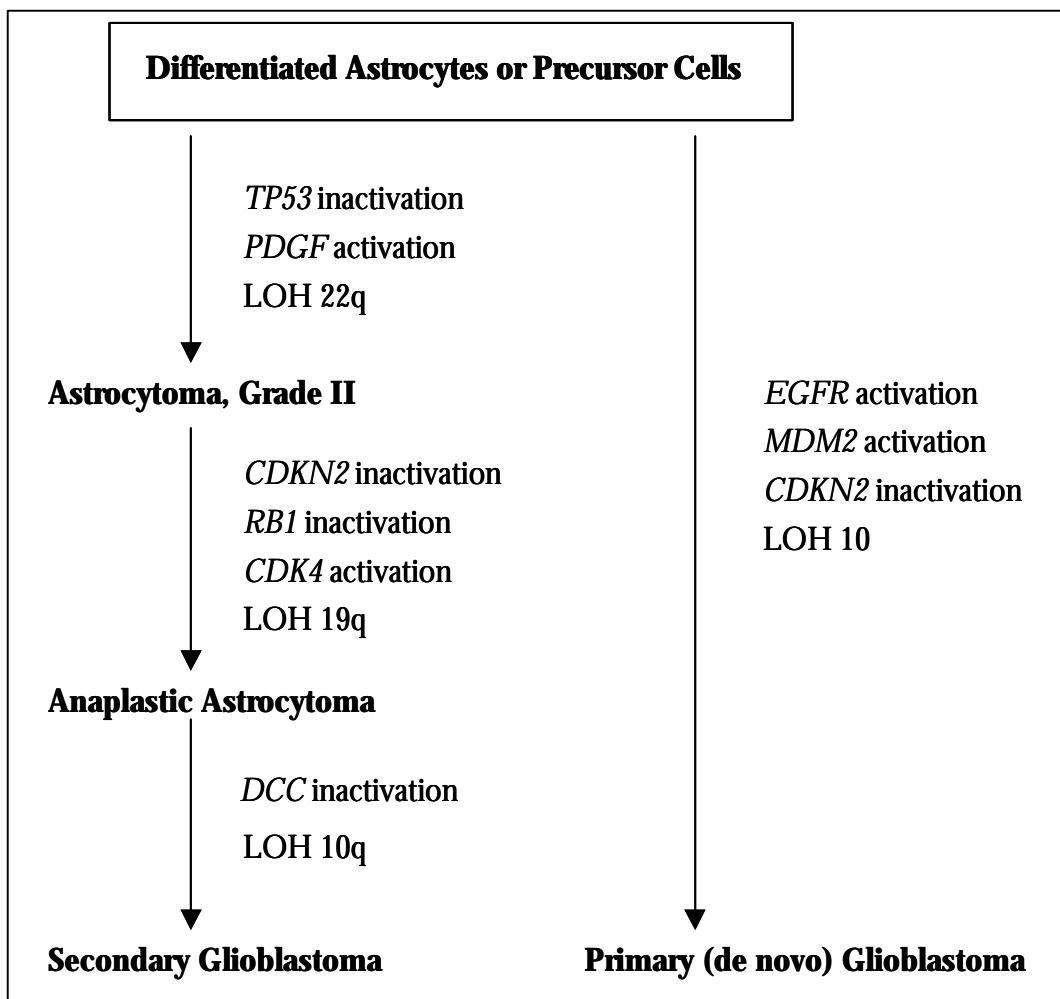 Differentiated Astrocytes or Precursor Cells
TP53 inactivation
PDGF activation
LOH 22q
Astrocytoma, Grade II
CDKN2 inactivation
RB1 inactivation
CDK4 activation
LOH 19q
Anaplastic Astrocytoma
DCC inactivation
LOH 10q
Secondary Glioblastoma
EGFR activation
MDM2 activation
CDKN2 inactivation
LOH 10
Primary (de novo) Glioblastoma